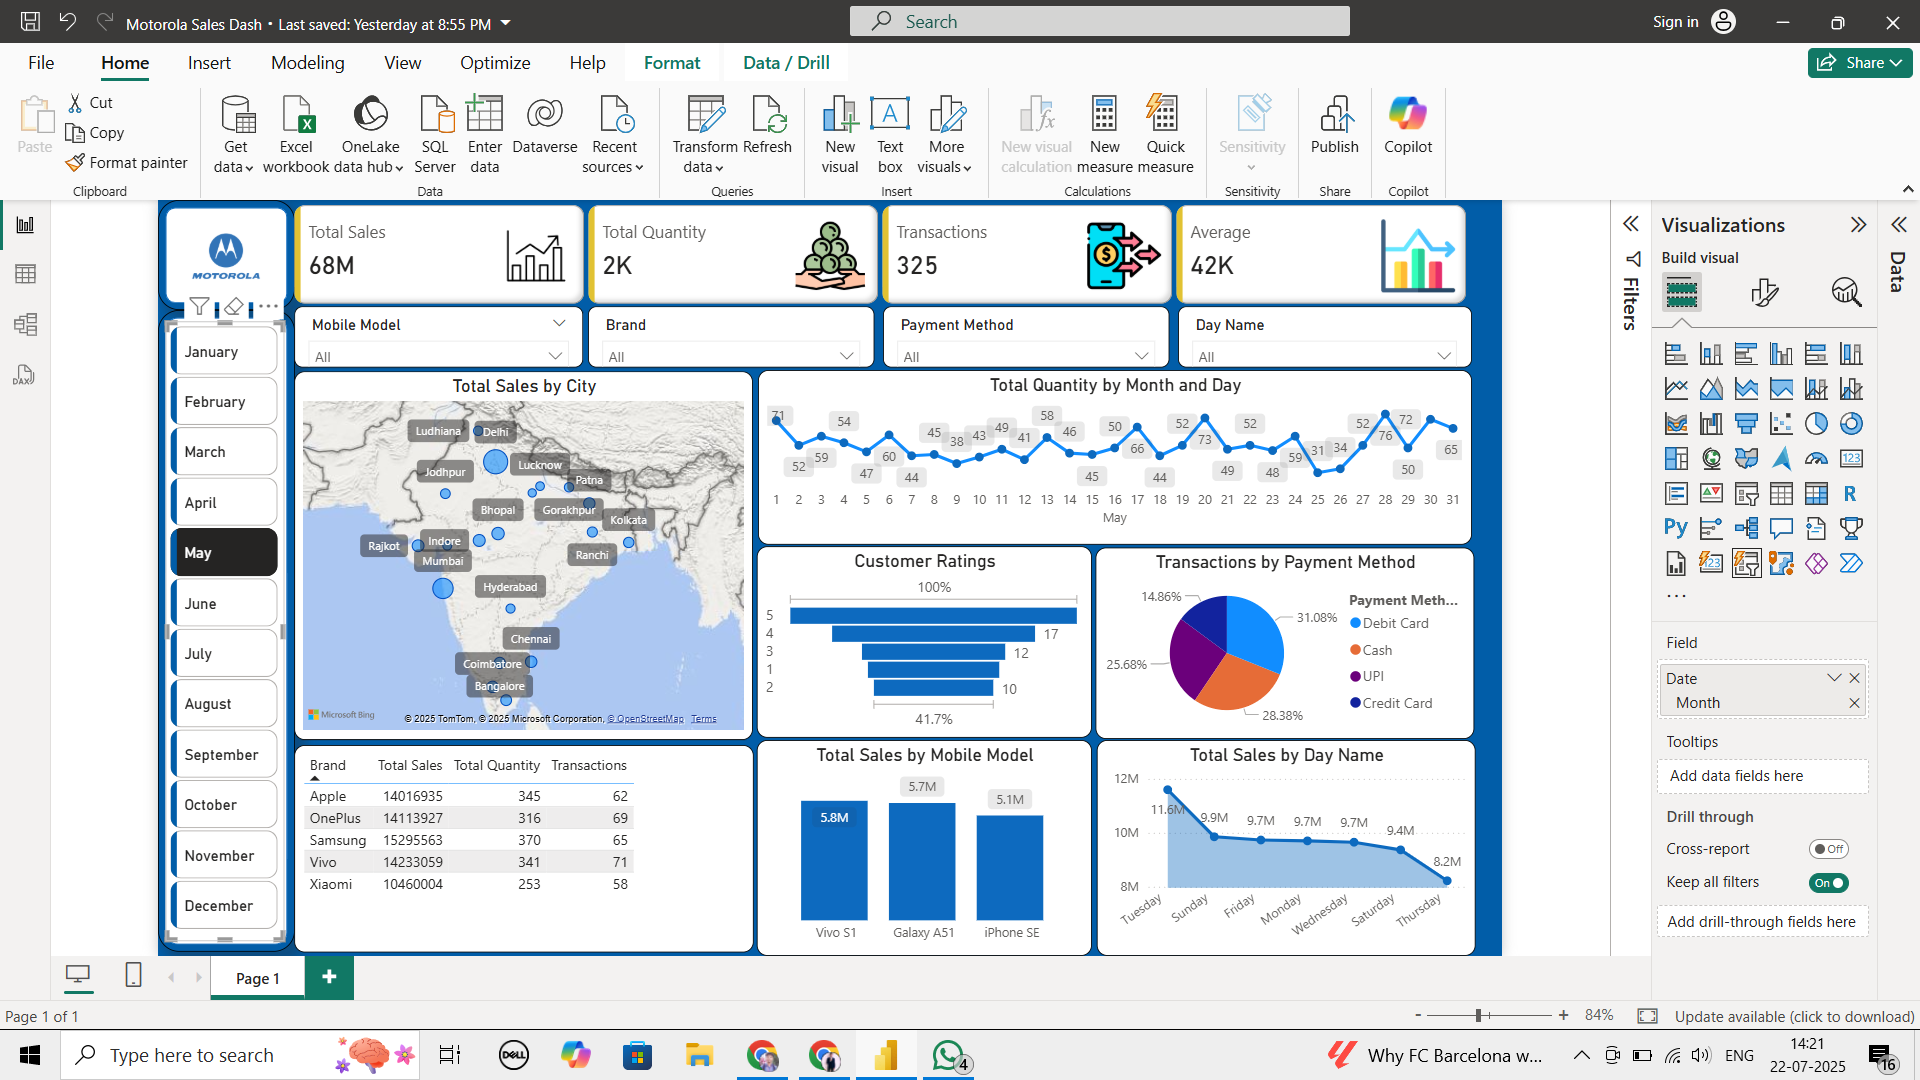 Motorola Sales Dash • Last saved: Yesterday at 8:55 PM
Search
Sign in
File Home Insert Modeling View Optimize Help Format Data / Drill
Share
Paste
Cut
Copy
Format painter
Clipboard
Get data
Excel workbook
OneLake data hub
SQL Server
Enter data
Dataverse
Recent sources
Data
Transform data
Refresh
Queries
New visual
Text box
More visuals
Insert
New visual calculation
New measure
Quick measure
Calculations
Sensitivity
Sensitivity
Publish
Share
Copilot
Copilot
MOTOROLA
Total Sales
68M
Total Quantity
2K
Transactions
325
Average
42K
Mobile Model
All
Brand
All
Payment Method
All
Day Name
All
January
February
March
April
May
June
July
August
September
October
November
December
Total Sales by City
Ludhiana
Delhi
Jodhpur
Lucknow
Patna
Bhopal
Gorakhpur
Kolkata
Rajkot
Indore
Mumbai
Ranchi
Hyderabad
Chennai
Coimbatore
Bangalore
Microsoft Bing
© 2025 TomTom, © 2025 Microsoft Corporation, © OpenStreetMap Terms
Total Quantity by Month and Day
71 52 59 54 47 60 44 45 38 43 49 41 58 46 45 50 66 44 52 73 49 52 48 59 31 34 52 76 50 72 65
1 2 3 4 5 6 7 8 9 10 11 12 13 14 15 16 17 18 19 20 21 22 23 24 25 26 27 28 29 30 31
May
Customer Ratings
100%
5
4 17
3 12
1
2 10
41.7%
Transactions by Payment Method
14.86%
31.08%
25.68%
28.38%
Payment Meth...
Debit Card
Cash
UPI
Credit Card
Brand Total Sales Total Quantity Transactions
Apple 14016935 345 62
OnePlus 14113927 316 69
Samsung 15295563 370 65
Vivo 14233059 341 71
Xiaomi 10460004 253 58
Total Sales by Mobile Model
5.8M
5.7M
5.1M
Vivo S1 Galaxy A51 iPhone SE
Total Sales by Day Name
12M
10M
8M
11.6M 9.9M 9.7M 9.7M 9.7M 9.4M 8.2M
Tuesday Sunday Friday Monday Wednesday Saturday Thursday
Filters
Visualizations
Build visual
123
R
Py
123
Field
Date
Month
Tooltips
Add data fields here
Drill through
Cross-report Off
Keep all filters On
Add drill-through fields here
Data
DAX
Page 1
Page 1 of 1
- + 84%
Update available (click to download)
Type here to search
DELL
4
Why FC Barcelona w...
ENG
14:21
22-07-2025
16